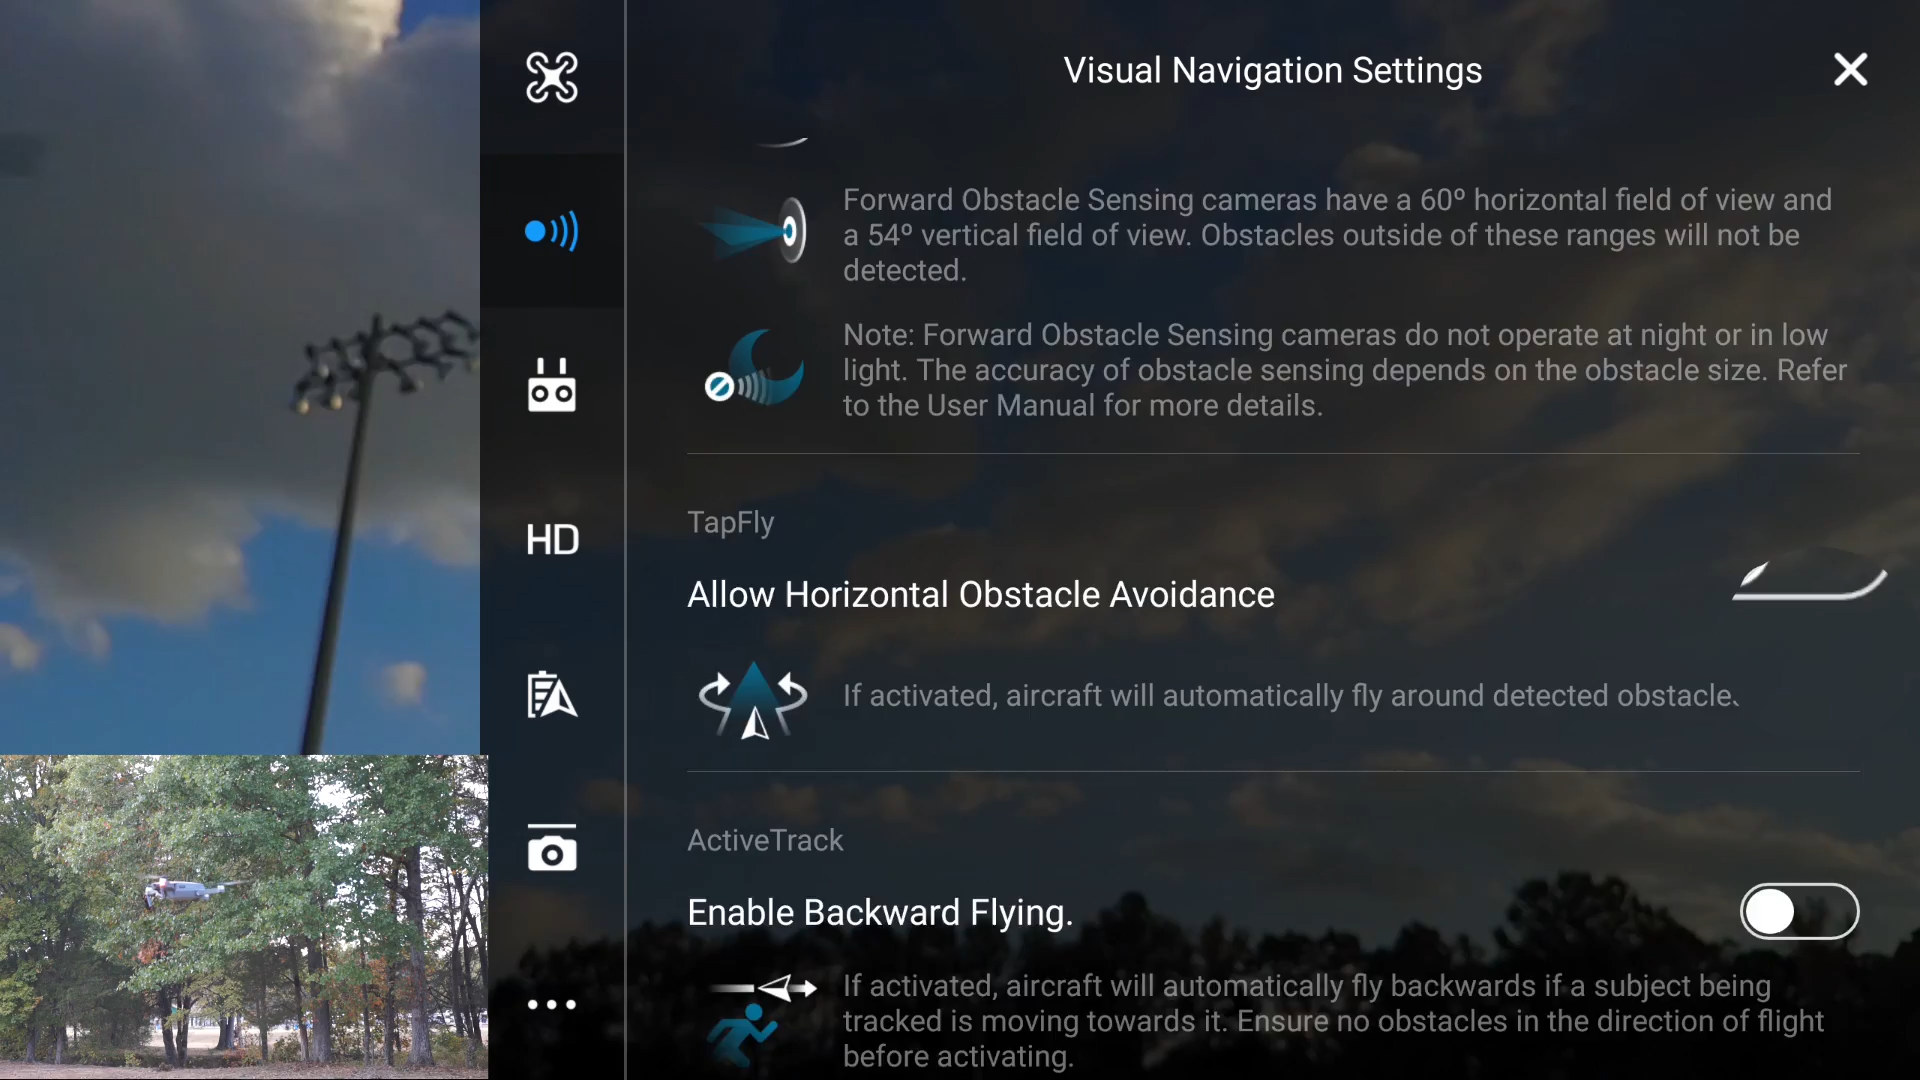 Visual Navigation Settings
Forward Obstacle Sensing cameras have a 60º horizontal field of view and
a 54º vertical field of view. Obstacles outside of these ranges will not be
detected.
Note: Forward Obstacle Sensing cameras do not operate at night or in low
light. The accuracy of obstacle sensing depends on the obstacle size. Refer
to the User Manual for more details.
HD
TapFly
Allow Horizontal Obstacle Avoidance
If activated, aircraft will automatically fly around detected obstacle.
ActiveTrack
Enable Backward Flying.
If activated, aircraft will automatically fly backwards if a subject being
tracked is moving towards it. Ensure no obstacles in the direction of flight
before activating.